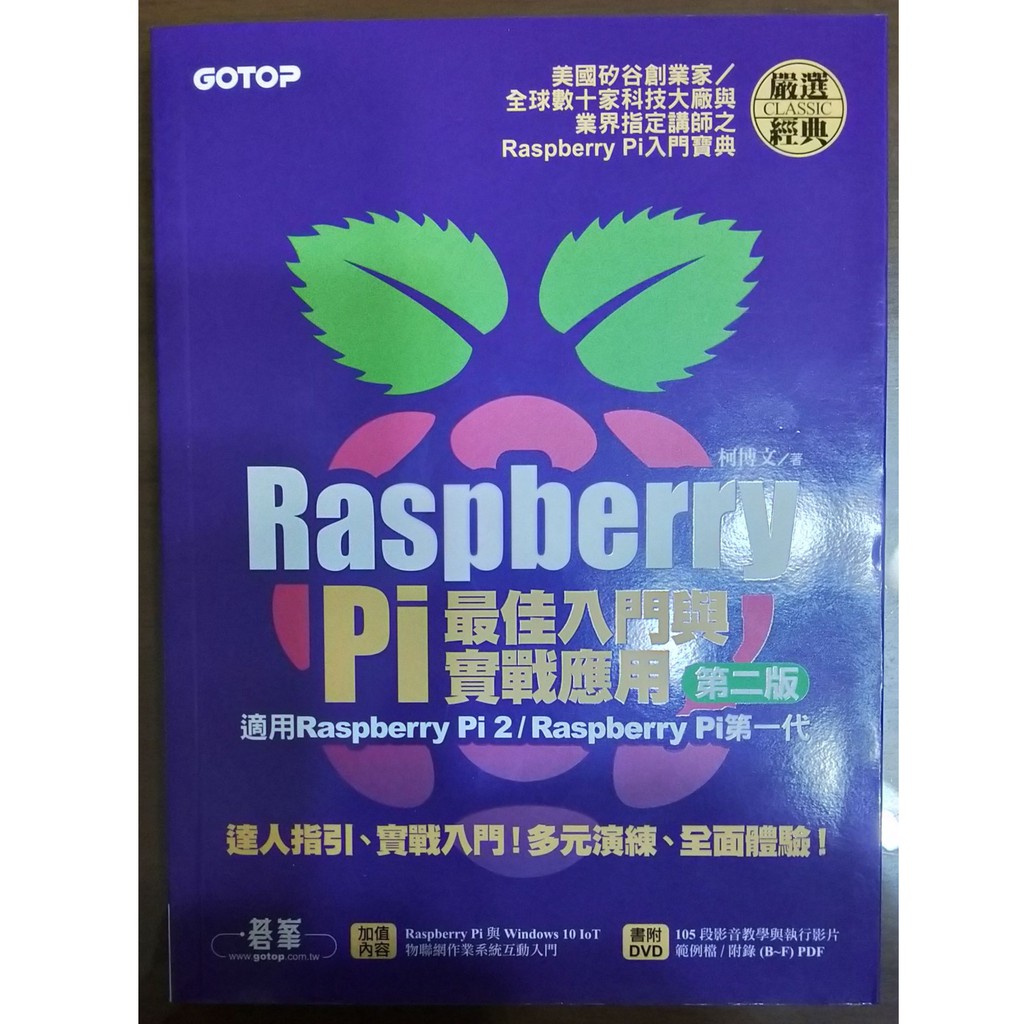 GOTOP
美國矽谷創業家／
全球數十家科技大廠與
業界指定講師之
Raspberry Pi入門寶典
嚴選
CLASSIC
經典
柯博文／著
Raspberry
Pi 最佳入門與
實戰應用 第二版
適用Raspberry Pi 2 / Raspberry Pi第一代
達人指引、實戰入門！多元演練、全面體驗！
碁峯
www.gotop.com.tw
加值
內容
Raspberry Pi 與 Windows 10 IoT
物聯網作業系統互動入門
書附
DVD
105 段影音教學與執行影片
範例檔 / 附錄 (B~F) PDF